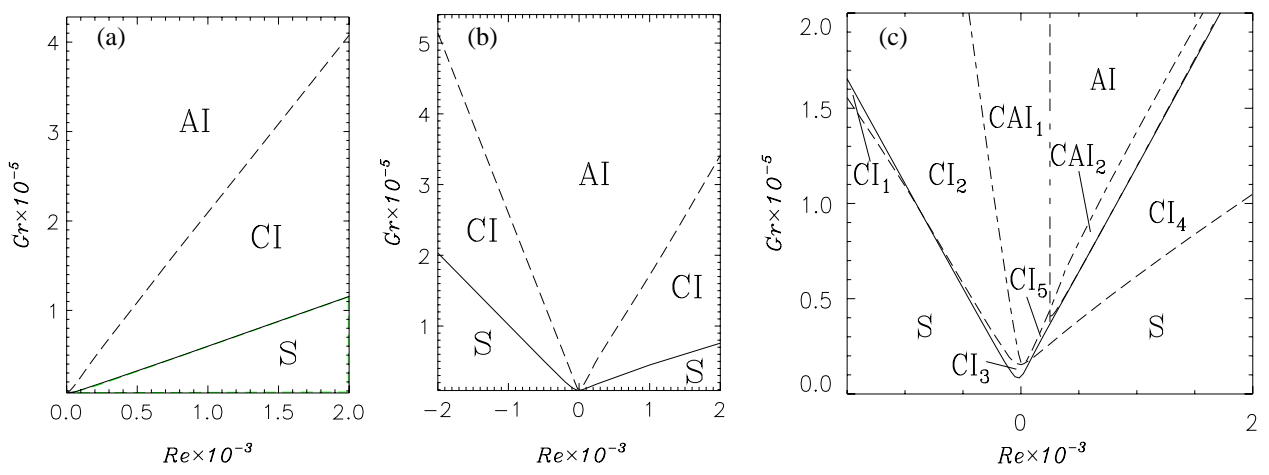 (a)
Gr×10⁻⁵
4
3
2
1
AI
CI
S
0.0 0.5 1.0 1.5 2.0
Re×10⁻³
(b)
Gr×10⁻⁵
5
4
3
2
1
AI
CI
CI
S
S
−2 −1 0 1 2
Re×10⁻³
(c)
Gr×10⁻⁵
2.0
1.5
1.0
0.5
0.0
AI
CAI₁
CAI₂
CI₁
CI₂
CI₄
CI₅
S
S
CI₃
0 2
Re×10⁻³